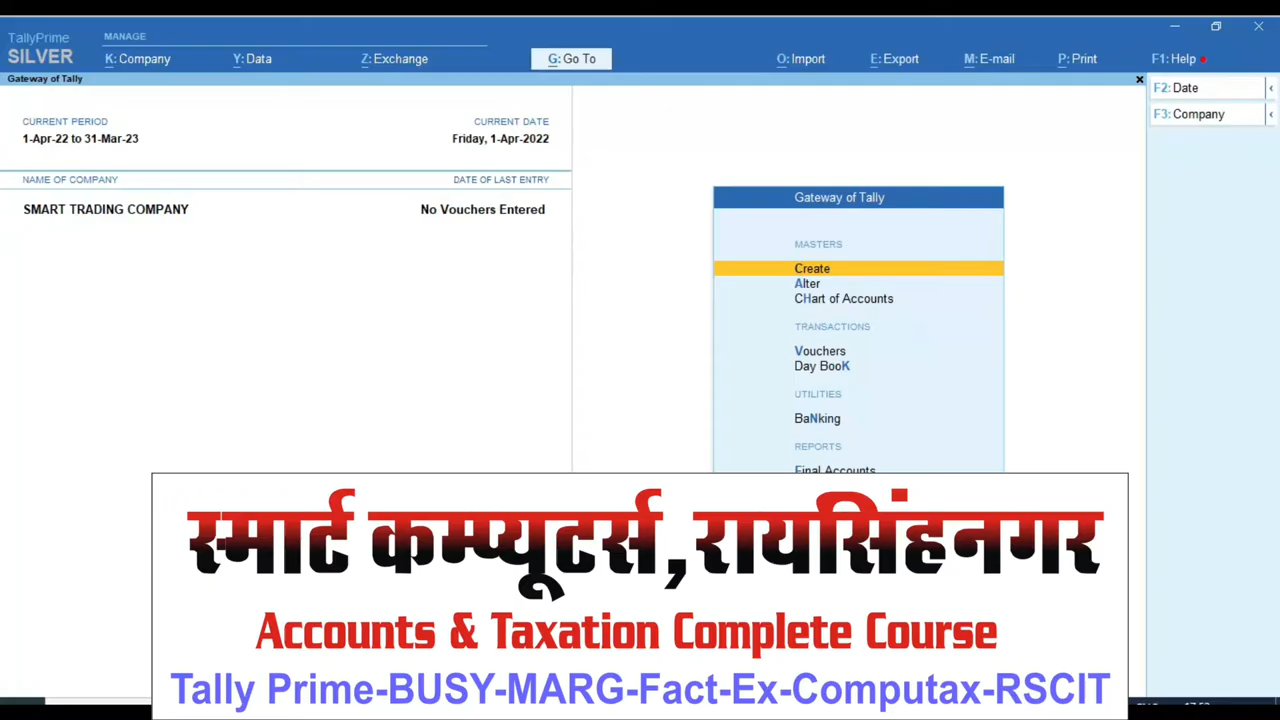 TallyPrime
SILVER
MANAGE
K: Company
Y: Data
Z: Exchange
G: Go To
O: Import
E: Export
M: E-mail
P: Print
F1: Help
Gateway of Tally
F2: Date
F3: Company
CURRENT PERIOD
CURRENT DATE
1-Apr-22 to 31-Mar-23
Friday, 1-Apr-2022
NAME OF COMPANY
DATE OF LAST ENTRY
SMART TRADING COMPANY
No Vouchers Entered
Gateway of Tally
MASTERS
Create
Alter
CHart of Accounts
TRANSACTIONS
Vouchers
Day BooK
UTILITIES
BaNking
REPORTS
Final Accounts
स्मार्ट कम्प्यूटर्स,रायसिंहनगर
Accounts & Taxation Complete Course
Tally Prime-BUSY-MARG-Fact-Ex-Computax-RSCIT